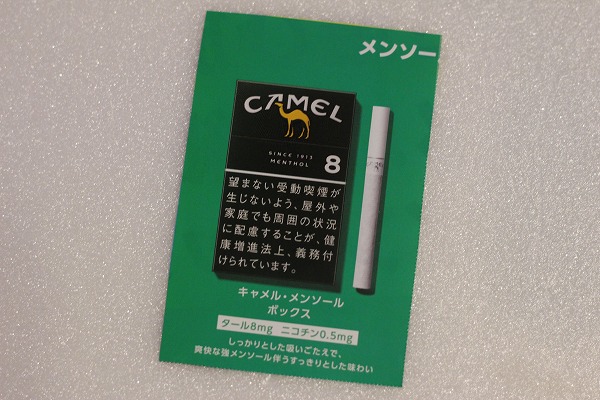 メンソー
CAMEL
SINCE 1913
MENTHOL
8
望まない受動喫煙が
生じないよう、屋外や
家庭でも周囲の状況
に配慮することが、健
康増進法上、義務付
けられています。
キャメル・メンソール
ボックス
タール8mg ニコチン0.5mg
しっかりとした吸いごたえで、
爽快な強メンソール伴うすっきりとした味わい